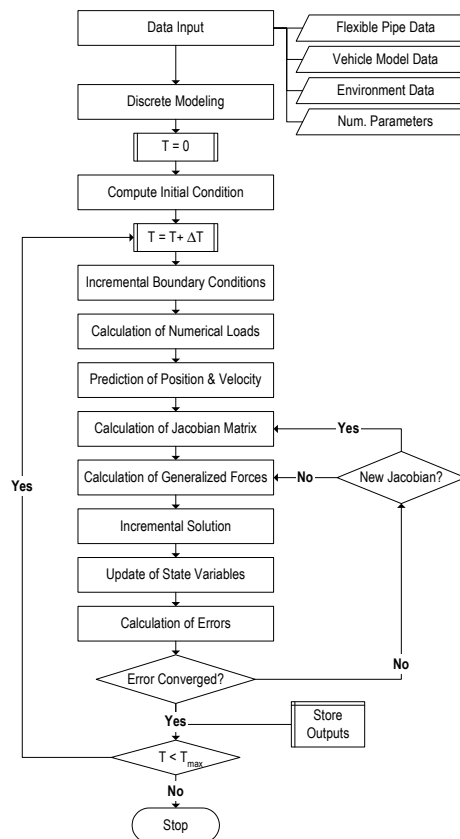 Data Input
Flexible Pipe Data
Vehicle Model Data
Environment Data
Num. Parameters
Discrete Modeling
T = 0
Compute Initial Condition
T = T+ ΔT
Incremental Boundary Conditions
Calculation of Numerical Loads
Prediction of Position & Velocity
Calculation of Jacobian Matrix
Yes
Yes
Calculation of Generalized Forces
No
New Jacobian?
Incremental Solution
Update of State Variables
Calculation of Errors
Error Converged?
No
Yes
Store
Outputs
T < Tmax
No
Stop